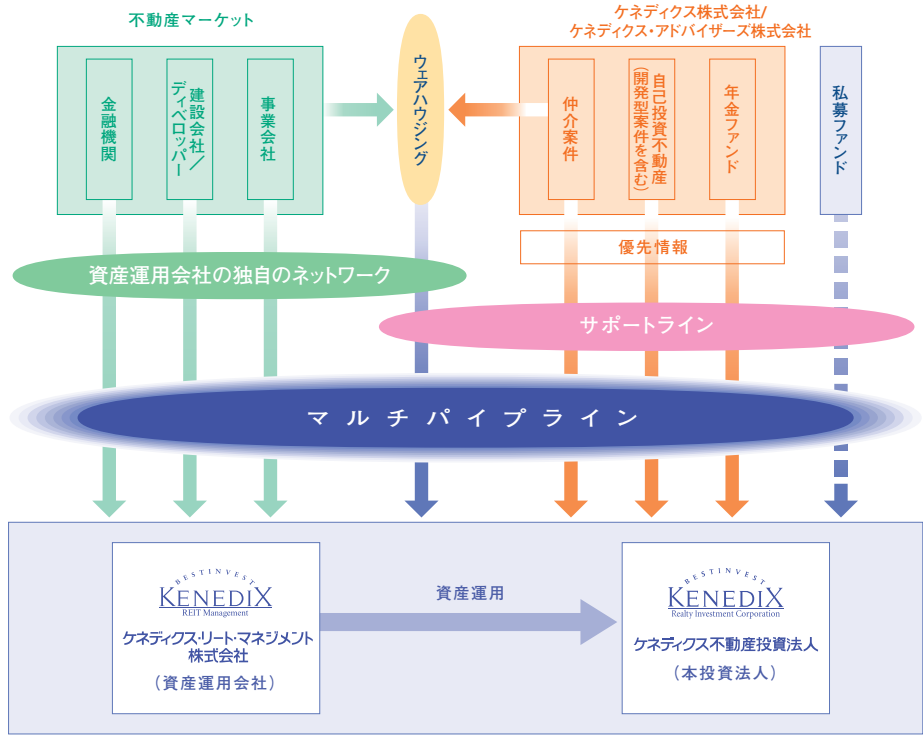 不動産マーケット
ケネディクス株式会社/
ケネディクス・アドバイザーズ株式会社
金融機関
建設会社／
ディベロッパー
事業会社
ウェアハウジング
仲介案件
自己投資不動産
(開発型案件を含む)
年金ファンド
私募ファンド
優先情報
資産運用会社の独自のネットワーク
サポートライン
マルチパイプライン
BESTINVEST
KENEDIX
REIT Management
ケネディクス・リート・マネジメント
株式会社
（資産運用会社）
資産運用
BESTINVEST
KENEDIX
Realty Investment Corporation
ケネディクス不動産投資法人
（本投資法人）